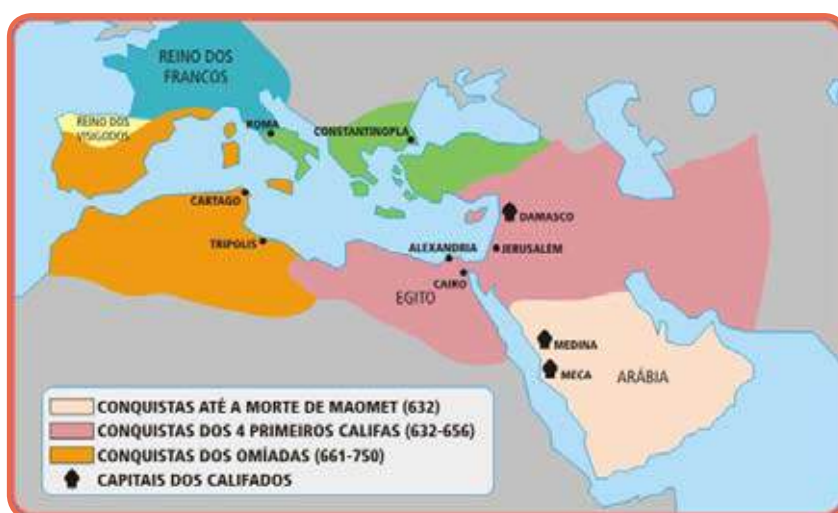 REINO DOS
FRANCOS
REINO DOS
VISIGODOS
ROMA
CONSTANTINOPLA
CARTAGO
DAMASCO
TRIPOLIS
ALEXANDRIA
JERUSALÉM
CAIRO
EGITO
MEDINA
MECA
ARÁBIA
CONQUISTAS ATÉ A MORTE DE MAOMET (632)
CONQUISTAS DOS 4 PRIMEIROS CALIFAS (632-656)
CONQUISTAS DOS OMÍADAS (661-750)
CAPITAIS DOS CALIFADOS